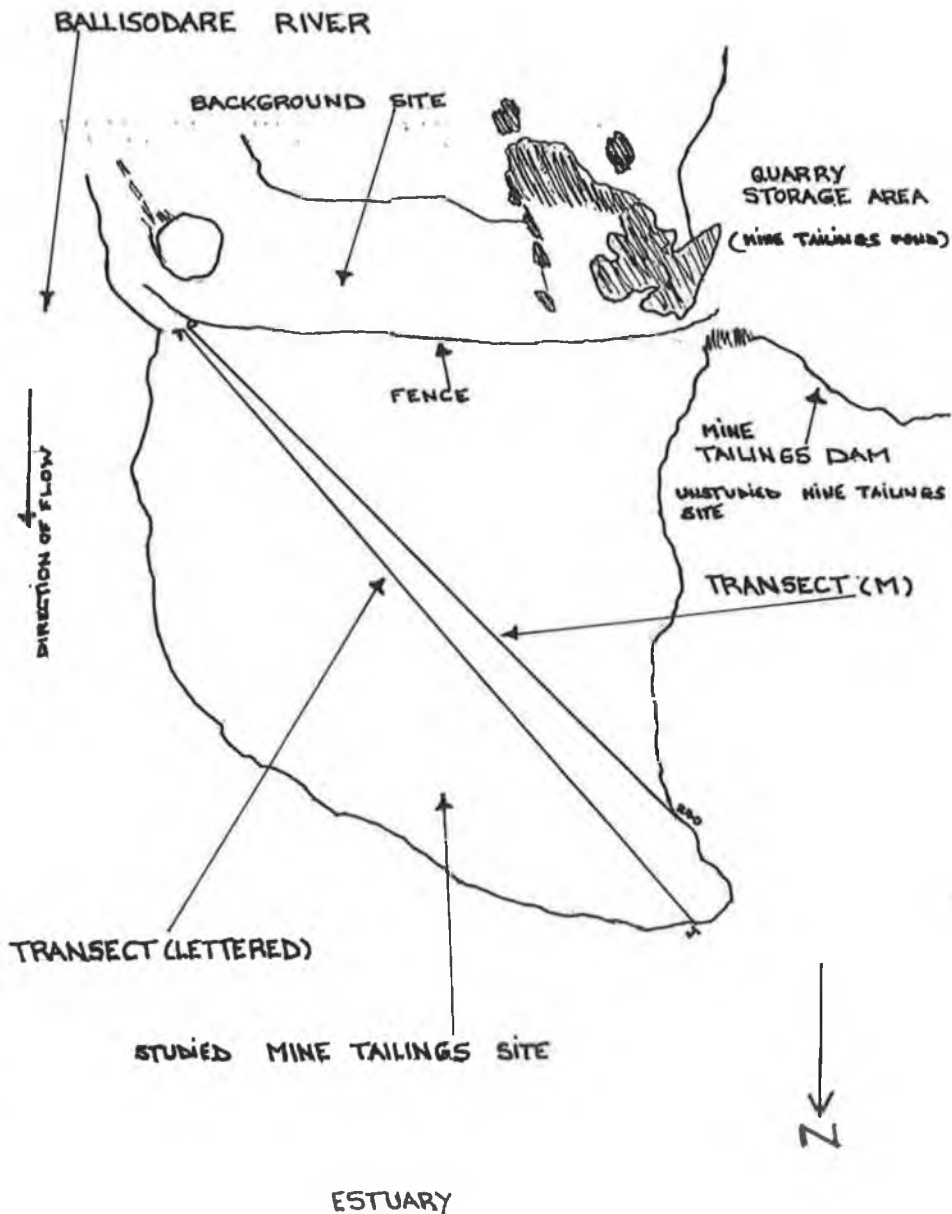 BALLISODARE RIVER
BACKGROUND SITE
QUARRY
STORAGE AREA
(MINE TAILINGS POND)
FENCE
MINE
TAILINGS DAM
UNSTUDIED MINE TAILINGS
SITE
DIRECTION OF FLOW
TRANSECT (M)
M
TRANSECT (LETTERED)
STUDIED MINE TAILINGS SITE
N
ESTUARY